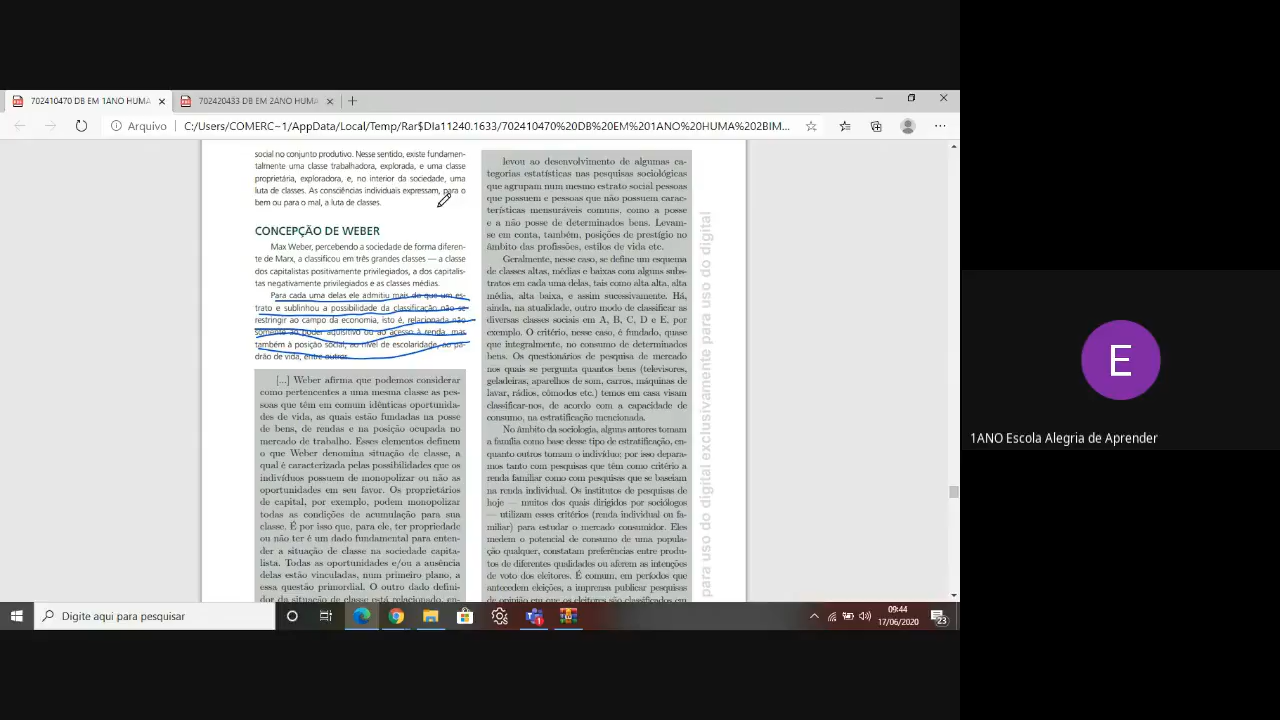 702410470 DB EM 1ANO HUMA
702420433 DB EM 2ANO HUMA
Arquivo
C:/Users/COMERC~1/AppData/Local/Temp/Rar$DIa11240.1633/702410470%20DB%20EM%201ANO%20HUMA%202BIM...
social no conjunto produtivo. Nesse sentido, existe fundamen-
talmente uma classe trabalhadora, explorada, e uma classe
proprietária, exploradora, e, no interior da sociedade, uma
luta de classes. As consciências individuais expressam, para o
bem ou para o mal, a luta de classes.
CONCEPÇÃO DE WEBER
Max Weber, percebendo a sociedade de forma diferen-
te de Marx, a classificou em três grandes classes — a classe
dos capitalistas positivamente privilegiados, a dos capitalis-
tas negativamente privilegiados e as classes médias.
Para cada uma delas ele admitiu mais do que um es-
trato e sublinhou a possibilidade da classificação não se
restringir ao campo da economia, isto é, relacionada não
somente ao poder aquisitivo ou ao acesso à renda, mas
também à posição social, ao nível de escolaridade, ao pa-
drão de vida, entre outros.
[...] Weber afirma que podemos considerar
como pertencentes a uma mesma classe as pes-
soas que têm em comum idênticas oportunida-
des de vida, as quais estão fundadas na posse
de bens, de rendas e na posição ocupada no
mercado de trabalho. Esses elementos definem
o que Weber denomina situação de classe, a
qual é caracterizada pelas possibilidades que os
indivíduos possuem de monopolizar ou não as
oportunidades em seu favor. Os proprietários
de capital, por exemplo, podem monopolizar
todas as condições de acumulação para sua
classe. É por isso que, para ele, ter propriedade
ou não ter é um dado fundamental para enten-
der a situação de classe na sociedade capita-
lista. Todas as oportunidades e/ou a ausência
delas estão vinculadas, num primeiro plano, a
essa questão primordial. O outro dado defini-
dor da situação de classe está relacionado, en-
levou ao desenvolvimento de algumas ca-
tegorias estatísticas nas pesquisas sociológicas
que agrupam num mesmo estrato social pessoas
que possuem e pessoas que não possuem carac-
terísticas mensuráveis comuns, como a posse
e a não posse de determinados bens. Levam-
se em conta, também, posições de prestígio no
âmbito das profissões, estilos de vida etc.
Geralmente, nesse caso, se define um esquema
de classes altas, médias e baixas com alguns subs-
tratos em cada uma delas, tais como alta alta, alta
média, alta baixa, e assim sucessivamente. Há,
ainda, na atualidade, outro modo de classificar as
diversas classes sociais em A, B, C, D e E, por
exemplo. O critério, nesse caso, é fundado, quase
que integralmente, no consumo de determinados
bens. Os questionários de pesquisa de mercado
nos quais se pergunta quantos bens (televisores,
geladeiras, aparelhos de som, carros, máquinas de
lavar, rádios, cômodos etc.) temos em casa visam
classificar-nos, de acordo com a capacidade de
consumo, na estratificação mencionada.
No âmbito da sociologia, alguns autores tomam
a família como base desse tipo de estratificação, en-
quanto outros tomam o indivíduo; por isso depara-
mos tanto com pesquisas que têm como critério a
renda familiar como com pesquisas que se baseiam
na renda individual. Os institutos de pesquisas de
hoje — muitos dos quais dirigidos por sociólogos
— utilizam esses critérios (renda individual ou fa-
miliar) para estudar o mercado consumidor. Eles
medem o potencial de consumo de uma popula-
ção qualquer, constatam preferências entre produ-
tos de diferentes qualidades ou aferem as intenções
de voto dos eleitores. É comum, em períodos que
antecedem eleições, a imprensa publicar pesquisas
de opinião em que os eleitores são classificados em
para uso do digital exclusivamente para uso do digital
E
1ANO Escola Alegria de Aprender
Digite aqui para pesquisar
1
09:44
17/06/2020
23